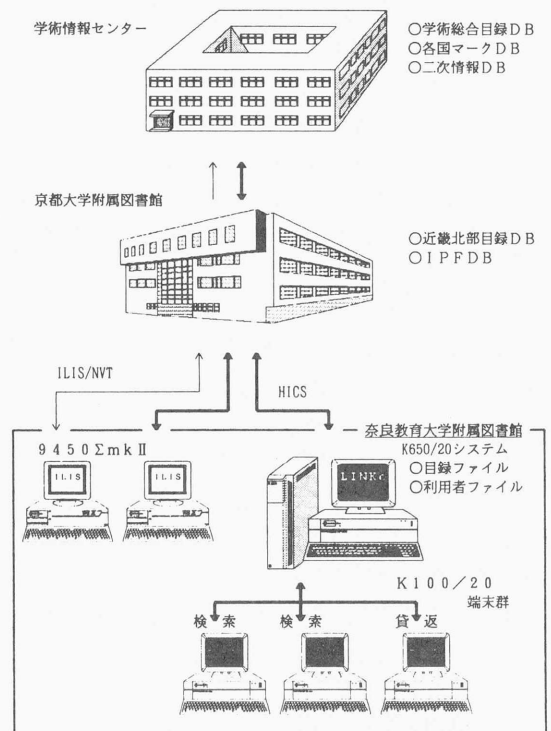 学術情報センター
○学術総合目録DB
○各国マークDB
○二次情報DB
京都大学附属図書館
○近畿北部目録DB
○IPFDB
ILIS/NVT
HICS
奈良教育大学附属図書館
9450ΣmkⅡ
K650/20システム
○目録ファイル
○利用者ファイル
ILIS
ILIS
K100/20
端末群
検索
検索
貸返